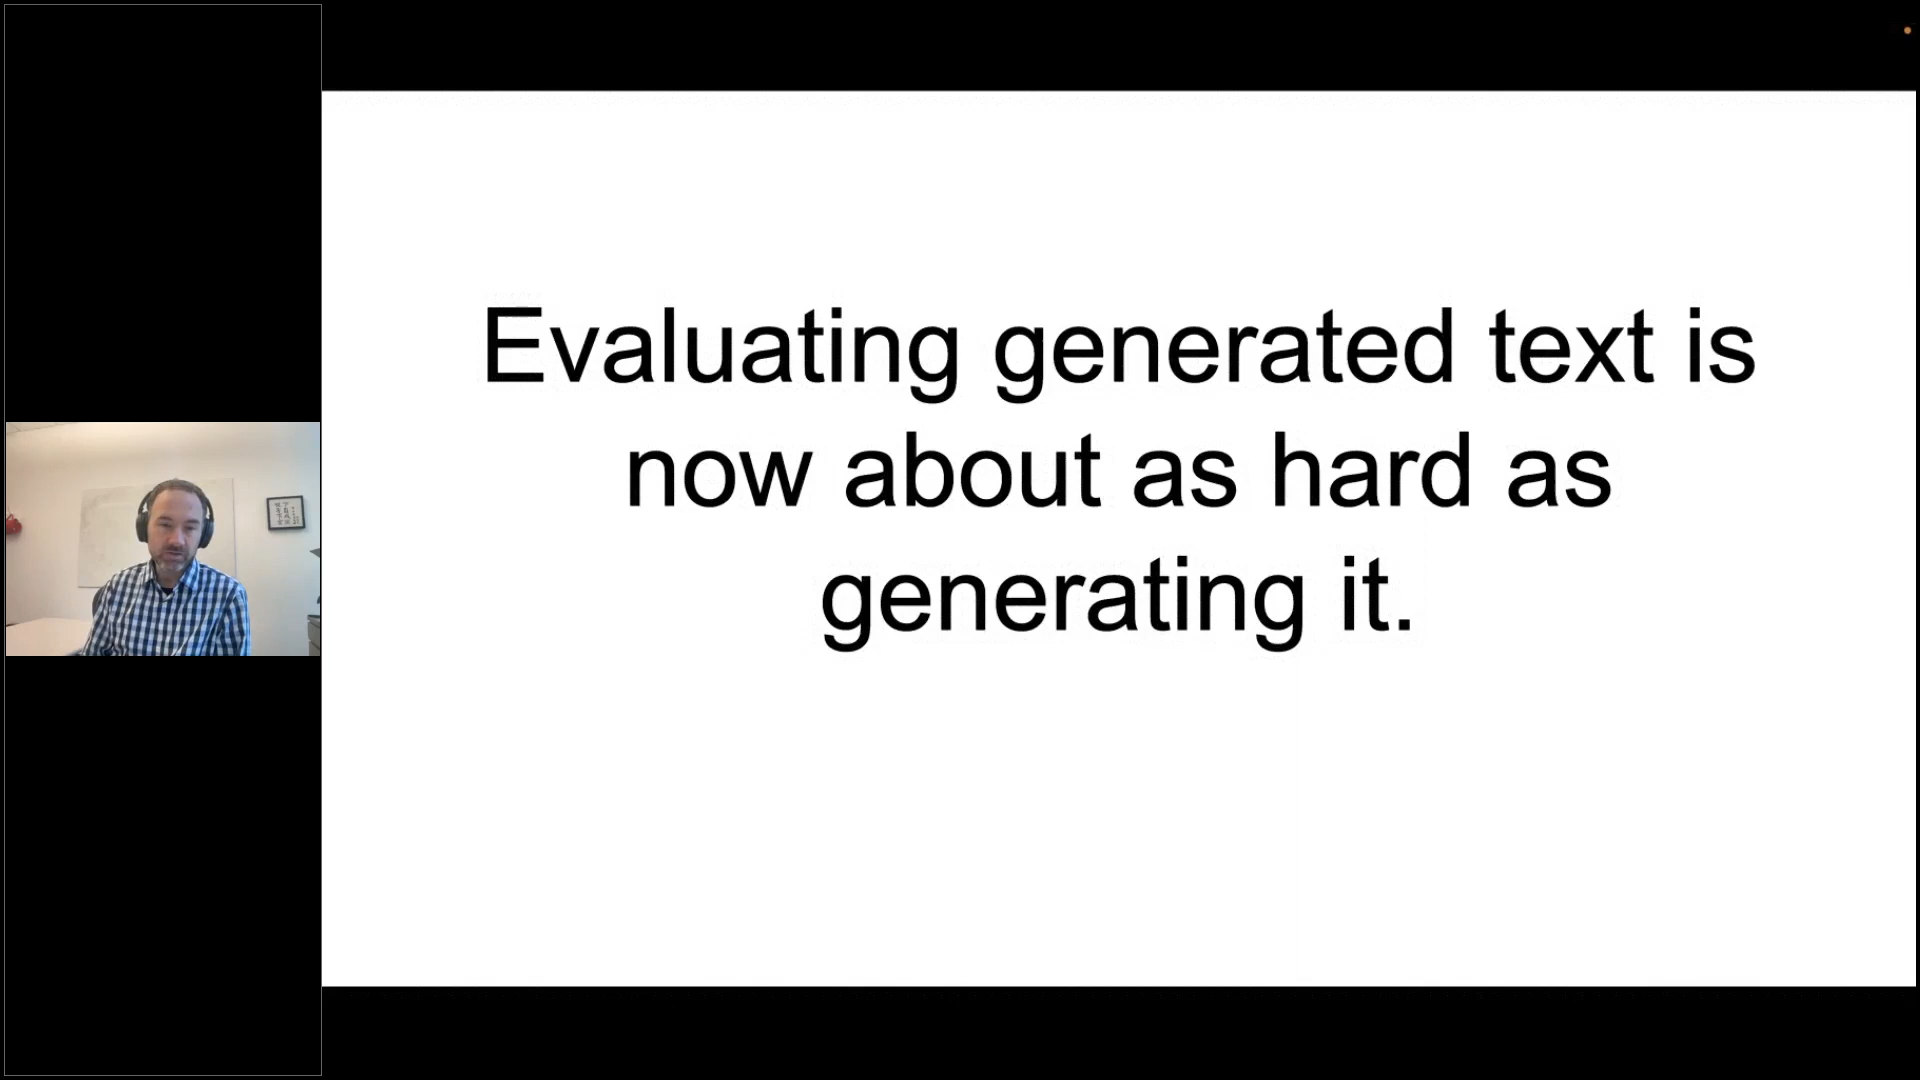 Evaluating generated text is
now about as hard as
generating it.